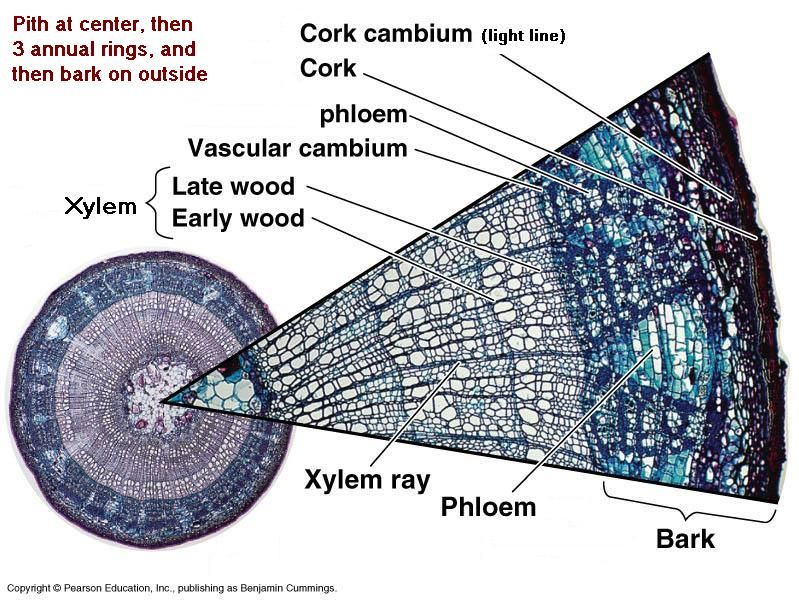 Pith at center, then
3 annual rings, and
then bark on outside
Cork cambium (light line)
Cork
phloem
Vascular cambium
Xylem
Late wood
Early wood
Xylem ray
Phloem
Bark
Copyright © Pearson Education, Inc., publishing as Benjamin Cummings.